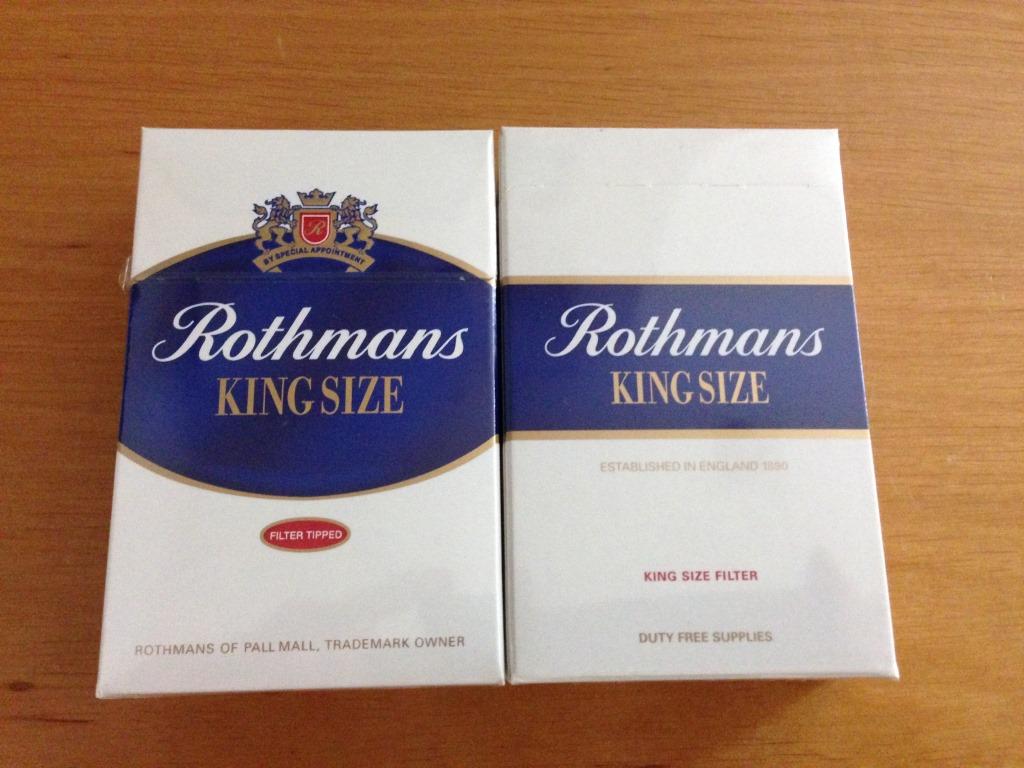 R
BY SPECIAL APPOINTMENT
Rothmans
KING SIZE
FILTER TIPPED
ROTHMANS OF PALL MALL, TRADEMARK OWNER
Rothmans
KING SIZE
ESTABLISHED IN ENGLAND 1890
KING SIZE FILTER
DUTY FREE SUPPLIES